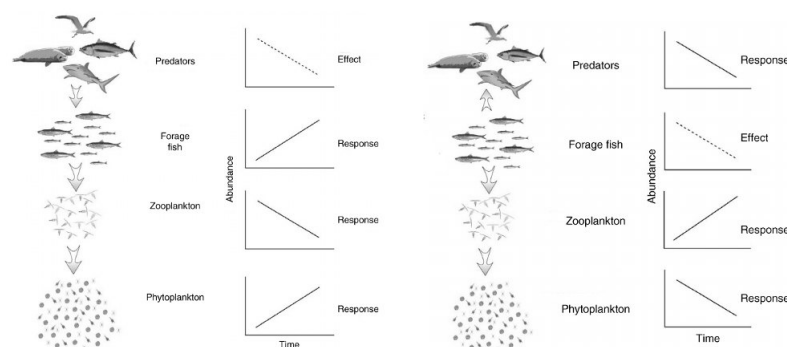 Predators
Effect
Forage
fish
Response
Abundance
Zooplankton
Response
Phytoplankton
Response
Time
Predators
Response
Forage fish
Effect
Abundance
Zooplankton
Response
Phytoplankton
Response
Time